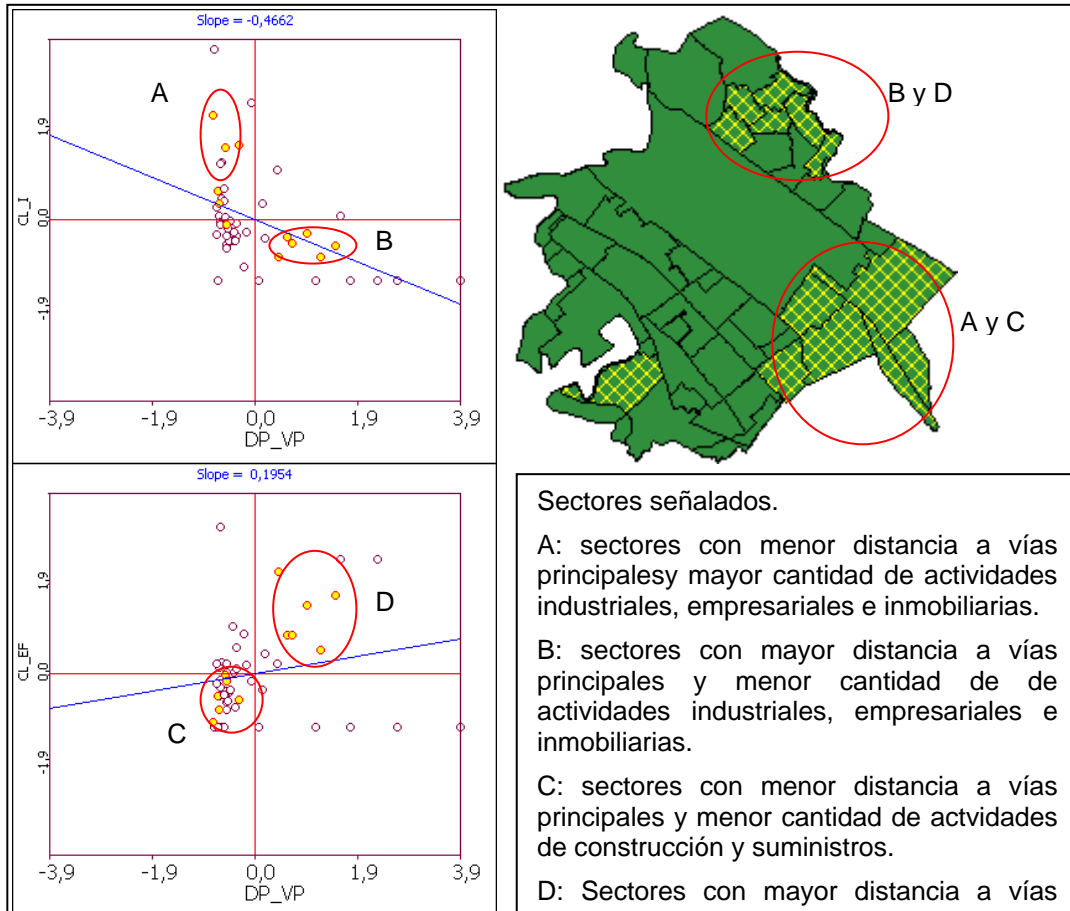 Slope = -0,4662
A
B
1,9
0,0
-1,9
CL_I
-3,9
-1,9
0,0
1,9
3,9
DP_VP
B y D
A y C
Slope = 0,1954
D
C
1,9
0,0
-1,9
CL_EF
-3,9
-1,9
0,0
1,9
3,9
DP_VP
Sectores señalados.
A: sectores con menor distancia a vías
principalesy mayor cantidad de actividades
industriales, empresariales e inmobiliarias.
B: sectores con mayor distancia a vías
principales y menor cantidad de de
actividades industriales, empresariales e
inmobiliarias.
C: sectores con menor distancia a vías
principales y menor cantidad de actvidades
de construcción y suministros.
D: Sectores con mayor distancia a vías